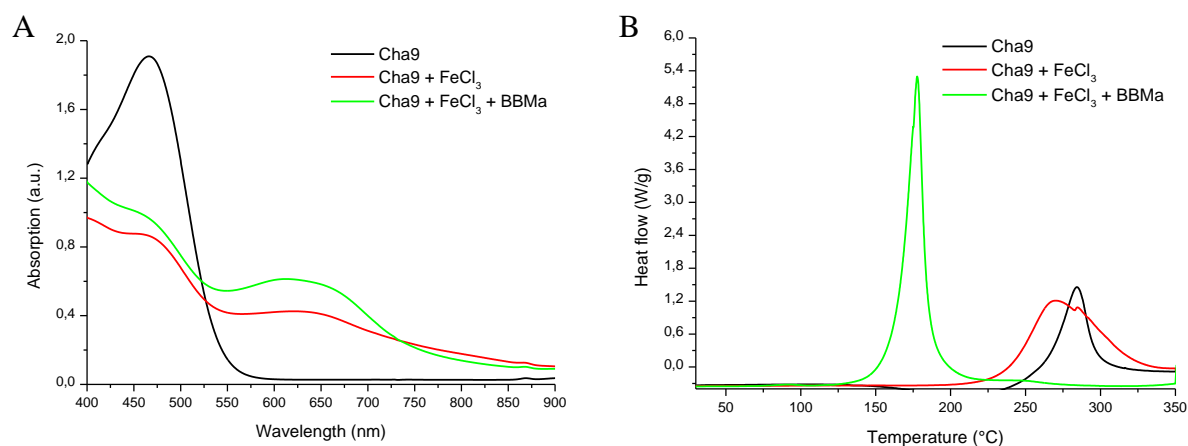 A
Absorption (a.u.)
2,0
1,6
1,2
0,8
0,4
0,0
400 450 500 550 600 650 700 750 800 850 900
Wavelength (nm)
Cha9
Cha9 + FeCl₃
Cha9 + FeCl₃ + BBMa
B
Heat flow (W/g)
6,0
5,4
4,8
4,2
3,6
3,0
2,4
1,8
1,2
0,6
0,0
50 100 150 200 250 300 350
Temperature (°C)
Cha9
Cha9 + FeCl₃
Cha9 + FeCl₃ + BBMa